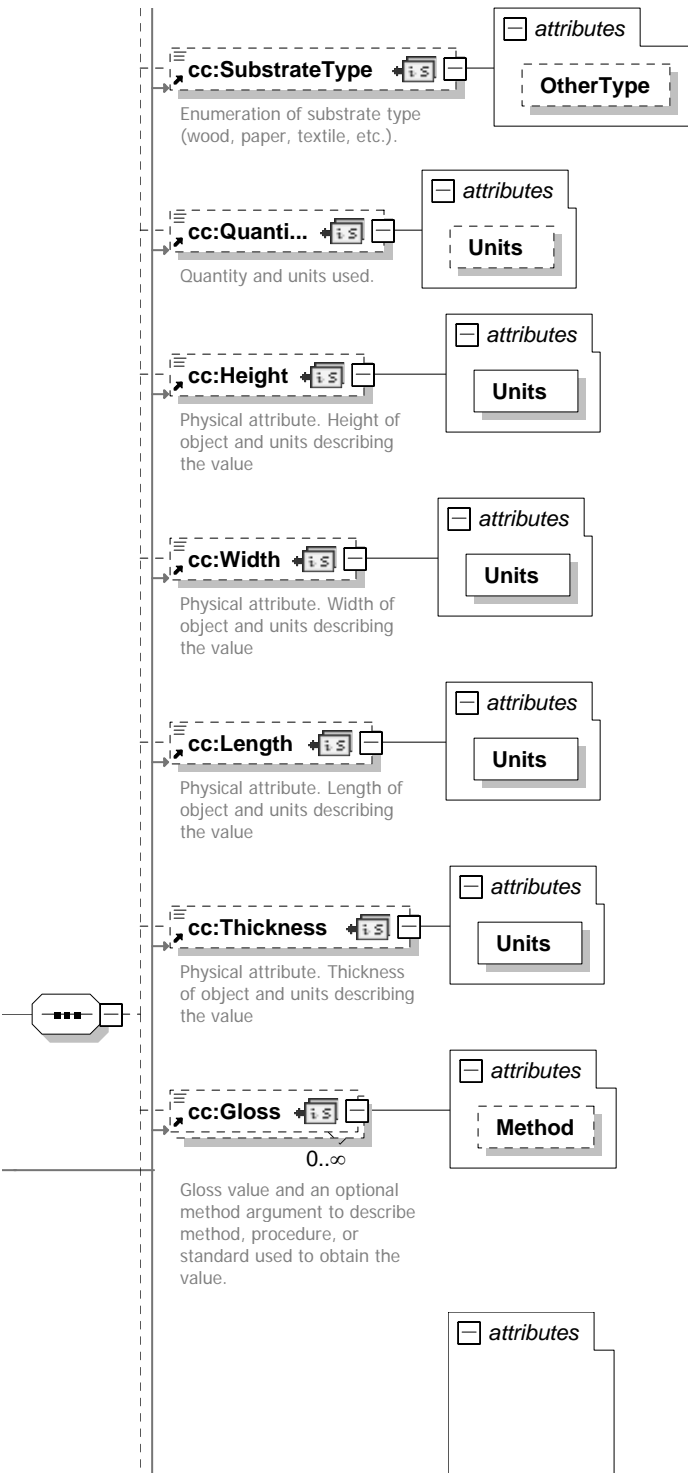 attributes
cc:SubstrateType
OtherType
Enumeration of substrate type
(wood, paper, textile, etc.).
attributes
cc:Quanti...
Units
Quantity and units used.
attributes
cc:Height
Units
Physical attribute. Height of
object and units describing
the value
attributes
cc:Width
Units
Physical attribute. Width of
object and units describing
the value
attributes
cc:Length
Units
Physical attribute. Length of
object and units describing
the value
attributes
cc:Thickness
Units
Physical attribute. Thickness
of object and units describing
the value
attributes
cc:Gloss
Method
0..∞
Gloss value and an optional
method argument to describe
method, procedure, or
standard used to obtain the
value.
attributes